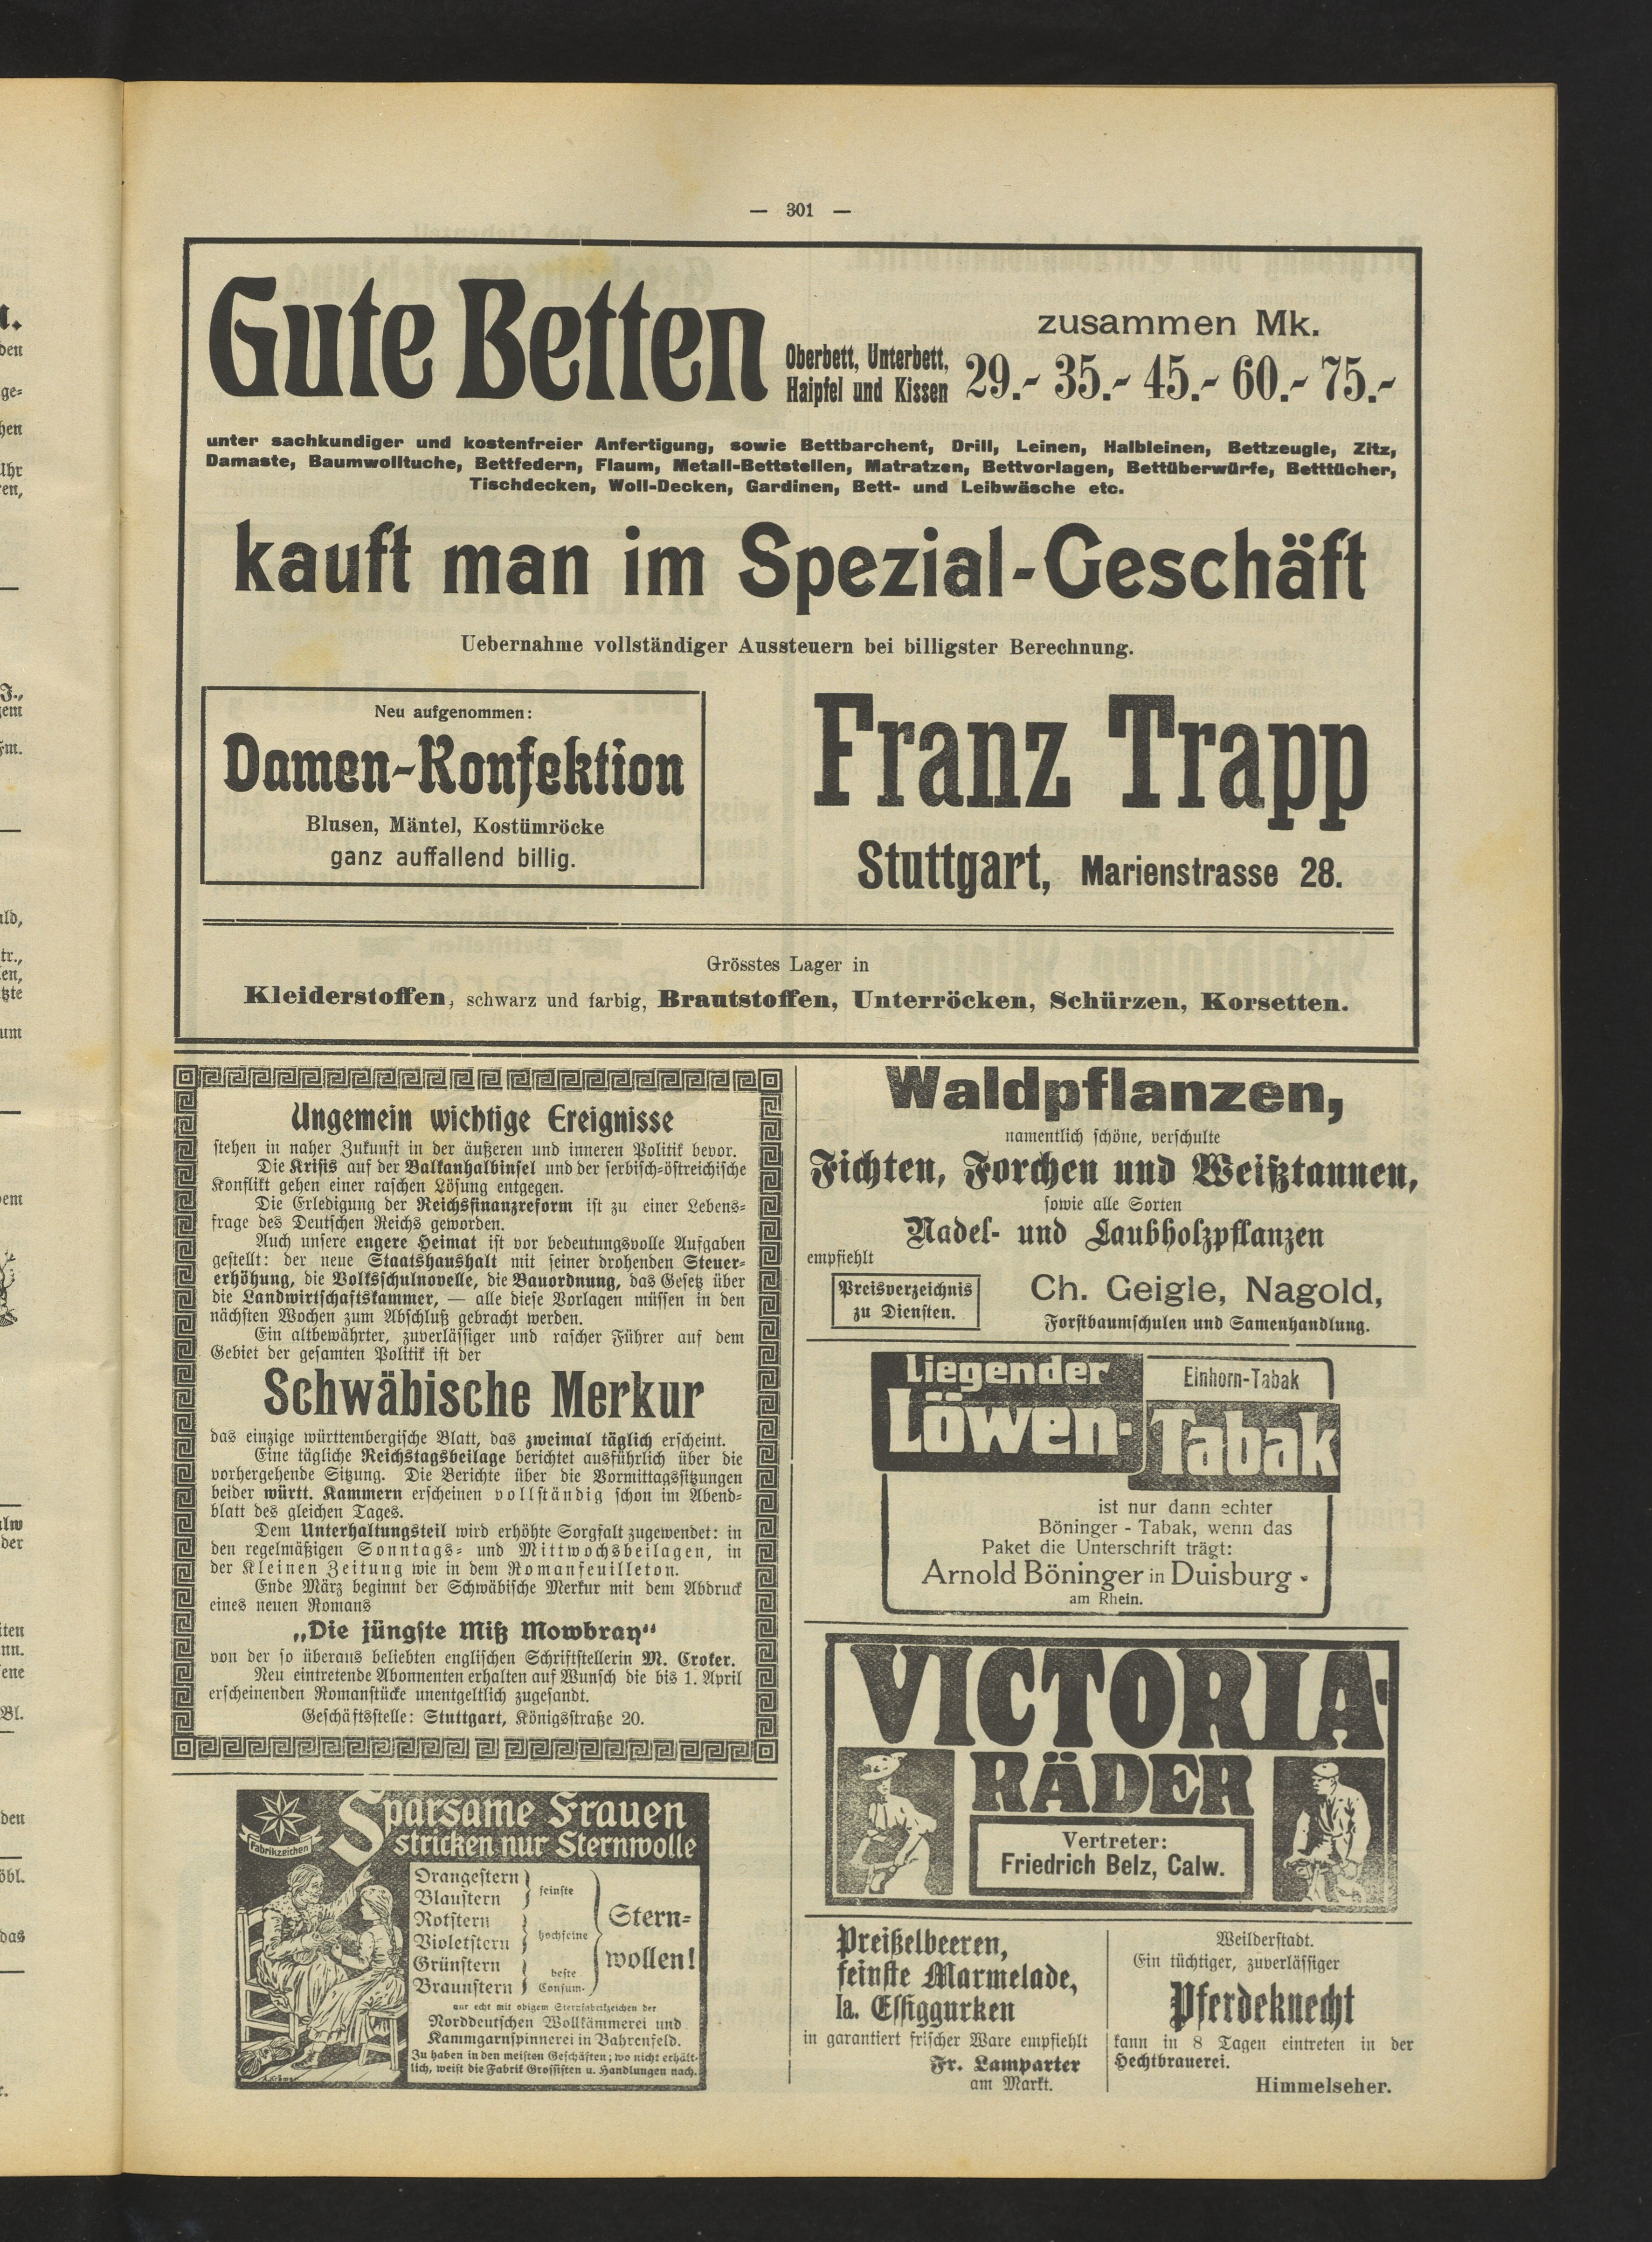 — 301 —
Gute Betten
Oberbett, Unterbett,
Haipfel und Kissen
zusammen Mk.
29.- 35.- 45.- 60.- 75.-
unter sachkundiger und kostenfreier Anfertigung, sowie Bettbarchent, Drill, Leinen, Halbleinen, Bettzeugle, Zitz,
Damaste, Baumwolltuche, Bettfedern, Flaum, Metall-Bettstellen, Matratzen, Bettvorlagen, Bettüberwürfe, Betttücher,
Tischdecken, Woll-Decken, Gardinen, Bett- und Leibwäsche etc.
kauft man im Spezial-Geschäft
Uebernahme vollständiger Aussteuern bei billigster Berechnung.
Neu aufgenommen:
Damen-Konfektion
Blusen, Mäntel, Kostümröcke
ganz auffallend billig.
Franz Trapp
Stuttgart, Marienstrasse 28.
Grösstes Lager in
Kleiderstoffen, schwarz und farbig, Brautstoffen, Unterröcken, Schürzen, Korsetten.
Ungemein wichtige Ereignisse
stehen in naher Zukunft in der äußeren und inneren Politik bevor.
Die Krisis auf der Balkanhalbinsel und der serbisch-östreichische
Konflikt gehen einer raschen Lösung entgegen.
Die Erledigung der Reichsfinanzreform ist zu einer Lebens-
frage des Deutschen Reichs geworden.
Auch unsere engere Heimat ist vor bedeutungsvolle Aufgaben
gestellt: der neue Staatshaushalt mit seiner drohenden Steuer-
erhöhung, die Volksschulnovelle, die Bauordnung, das Gesetz über
die Landwirtschaftskammer, — alle diese Vorlagen müssen in den
nächsten Wochen zum Abschluß gebracht werden.
Ein altbewährter, zuverlässiger und rascher Führer auf dem
Gebiet der gesamten Politik ist der
Schwäbische Merkur
das einzige württembergische Blatt, das zweimal täglich erscheint.
Eine tägliche Reichstagsbeilage berichtet ausführlich über die
vorhergehende Sitzung. Die Berichte über die Vormittagssitzungen
beider württ. Kammern erscheinen vollständig schon im Abend-
blatt des gleichen Tages.
Dem Unterhaltungsteil wird erhöhte Sorgfalt zugewendet: in
den regelmäßigen Sonntags- und Mittwochsbeilagen, in
der Kleinen Zeitung wie in dem Romanfeuilleton.
Ende März beginnt der Schwäbische Merkur mit dem Abdruck
eines neuen Romans
„Die jüngste Miß Mowbray“
von der so überaus beliebten englischen Schriftstellerin M. Croker.
Neu eintretende Abonnenten erhalten auf Wunsch die bis 1. April
erscheinenden Romanstücke unentgeltlich zugesandt.
Geschäftsstelle: Stuttgart, Königsstraße 20.
Fabrikzeichen
Sparsame Frauen
stricken nur Sternwolle
Orangestern
Blaustern
feinste
Rotstern
Violetstern
hochfeine
Grünstern
Braunstern
beste
Consum-
Stern-
wollen!
nur echt mit obigem Sternfabrikzeichen der
Norddeutschen Wollkämmerei und
Kammgarnspinnerei in Bahrenfeld.
Zu haben in den meisten Geschäften; wo nicht erhält-
lich, weist die Fabrik Grossisten u. Handlungen nach.
Waldpflanzen,
namentlich schöne, verschulte
Fichten, Forchen und Weißtannen,
sowie alle Sorten
Nadel- und Laubholzpflanzen
empfiehlt
Preisverzeichnis
zu Diensten.
Ch. Geigle, Nagold,
Forstbaumschulen und Samenhandlung.
Liegender
Löwen-
Einhorn-Tabak
Tabak
ist nur dann echter
Böninger - Tabak, wenn das
Paket die Unterschrift trägt:
Arnold Böninger in Duisburg
am Rhein.
VICTORIA-
RÄDER
Vertreter:
Friedrich Belz, Calw.
Preißelbeeren,
feinste Marmelade,
Ia. Essiggurken
in garantiert frischer Ware empfiehlt
Fr. Lamparter
am Markt.
Weilderstadt.
Ein tüchtiger, zuverlässiger
Pferdeknecht
kann in 8 Tagen eintreten in der
Hechtbrauerei.
Himmelseher.